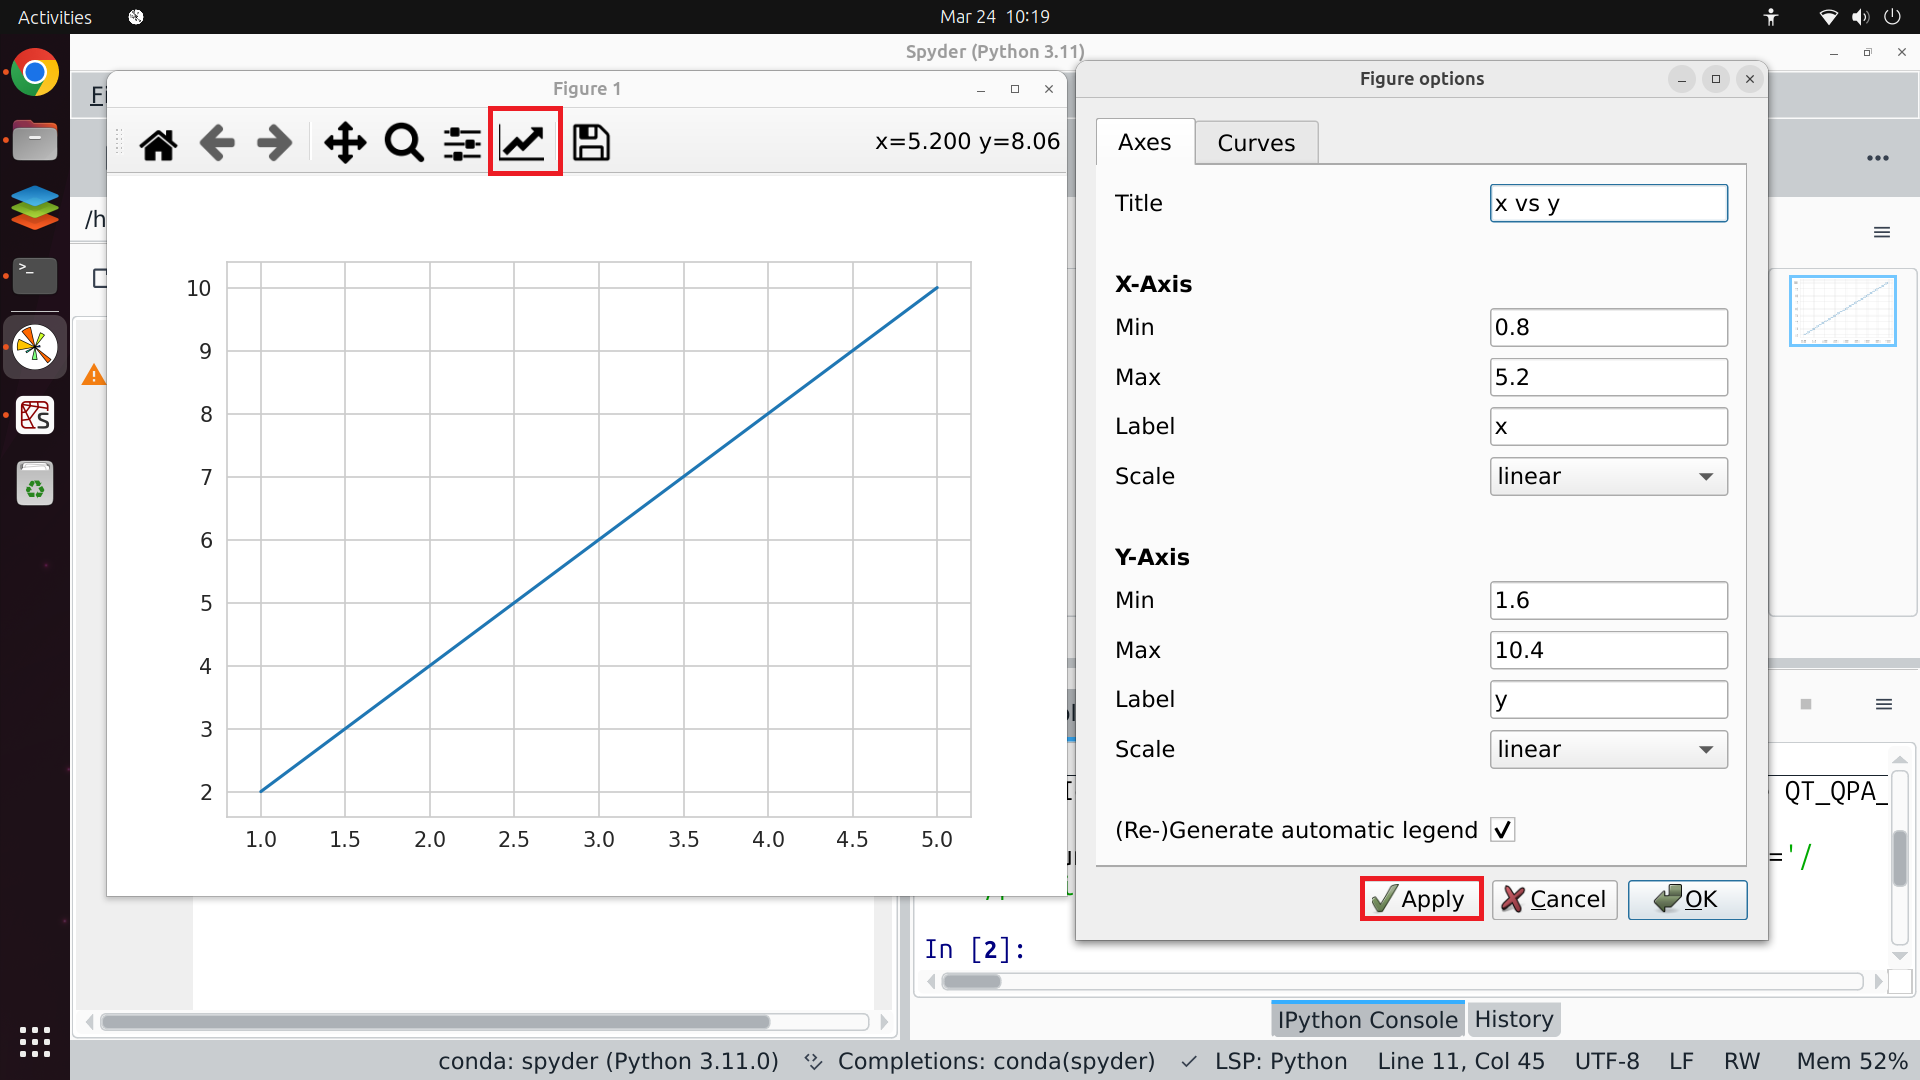 Activities
Mar 24 10:19
Spyder (Python 3.11)
Figure 1
x=5.200 y=8.06
10
9
8
7
6
5
4
3
2
1.0 1.5 2.0 2.5 3.0 3.5 4.0 4.5 5.0
Figure options
Axes Curves
Title x vs y
X-Axis
Min 0.8
Max 5.2
Label x
Scale linear
Y-Axis
Min 1.6
Max 10.4
Label y
Scale linear
(Re-)Generate automatic legend
Apply Cancel OK
/h
QT_QPA_
='/
In [2]:
IPython Console History
conda: spyder (Python 3.11.0) Completions: conda(spyder) LSP: Python Line 11, Col 45 UTF-8 LF RW Mem 52%